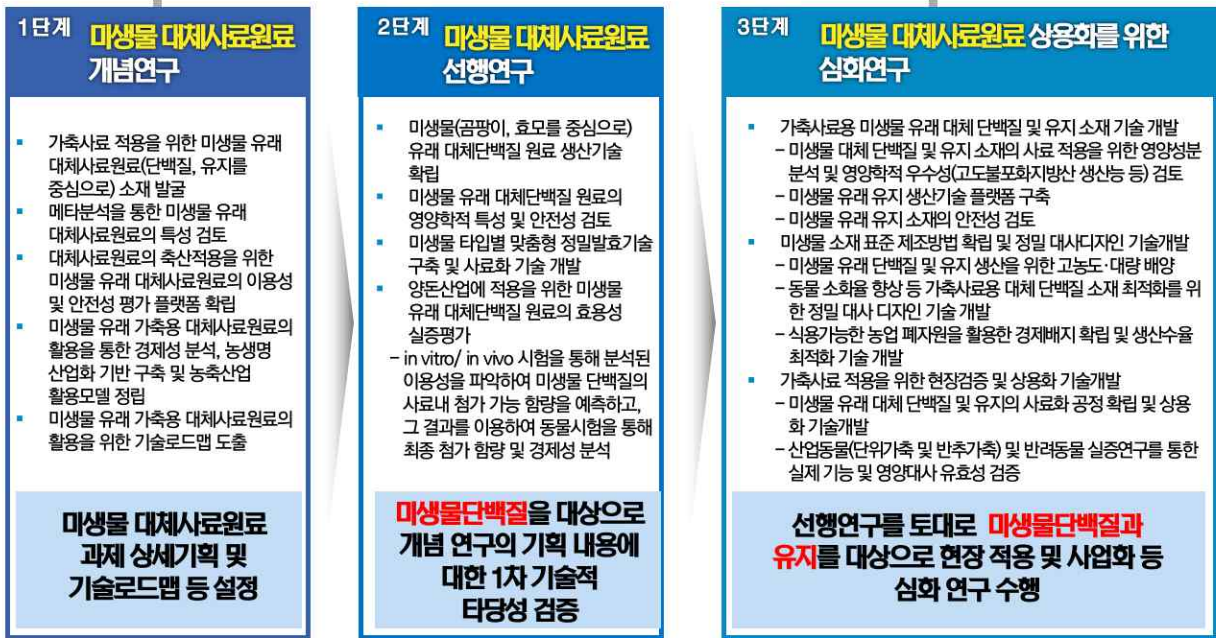 1단계 미생물 대체사료원료
개념연구
▪ 가축사료 적용을 위한 미생물 유래
대체사료원료(단백질, 유지를
중심으로) 소재 발굴
▪ 메타분석을 통한 미생물 유래
대체사료원료의 특성 검토
▪ 대체사료원료의 축산적용을 위한
미생물 유래 대체사료원료의 이용성
및 안전성 평가 플랫폼 확립
▪ 미생물 유래 가축용 대체사료원료의
활용을 통한 경제성 분석, 농생명
산업화 기반 구축 및 농축산업
활용모델 정립
▪ 미생물 유래 가축용 대체사료원료의
활용을 위한 기술로드맵 도출
미생물 대체사료원료
과제 상세기획 및
기술로드맵 등 설정
2단계 미생물 대체사료원료
선행연구
▪ 미생물(곰팡이, 효모를 중심으로)
유래 대체단백질 원료 생산기술
확립
▪ 미생물 유래 대체단백질 원료의
영양학적 특성 및 안전성 검토
▪ 미생물 타입별 맞춤형 정밀발효기술
구축 및 사료화 기술 개발
▪ 양돈산업에 적용을 위한 미생물
유래 대체단백질 원료의 효용성
실증평가
– in vitro/ in vivo 시험을 통해 분석된
이용성을 파악하여 미생물 단백질의
사료내 첨가 가능 함량을 예측하고,
그 결과를 이용하여 동물시험을 통해
최종 첨가 함량 및 경제성 분석
미생물단백질을 대상으로
개념 연구의 기획 내용에
대한 1차 기술적
타당성 검증
3단계 미생물 대체사료원료 상용화를 위한
심화연구
▪ 가축사료용 미생물 유래 대체 단백질 및 유지 소재 기술 개발
– 미생물 대체 단백질 및 유지 소재의 사료 적용을 위한 영양성분
분석 및 영양학적 우수성(고도불포화지방산 생산능 등) 검토
– 미생물 유래 유지 생산기술 플랫폼 구축
– 미생물 유래 유지 소재의 안전성 검토
▪ 미생물 소재 표준 제조방법 확립 및 정밀 대사디자인 기술개발
– 미생물 유래 단백질 및 유지 생산을 위한 고농도·대량 배양
– 동물 소화율 향상 등 가축사료용 대체 단백질 소재 최적화를 위
한 정밀 대사 디자인 기술 개발
– 식용가능한 농업 폐자원을 활용한 경제배지 확립 및 생산수율
최적화 기술 개발
▪ 가축사료 적용을 위한 현장검증 및 상용화 기술개발
– 미생물 유래 대체 단백질 및 유지의 사료화 공정 확립 및 상용
화 기술개발
– 산업동물(단위가축 및 반추가축) 및 반려동물 실증연구를 통한
실제 기능 및 영양대사 유효성 검증
선행연구를 토대로 미생물단백질과
유지를 대상으로 현장 적용 및 사업화 등
심화 연구 수행